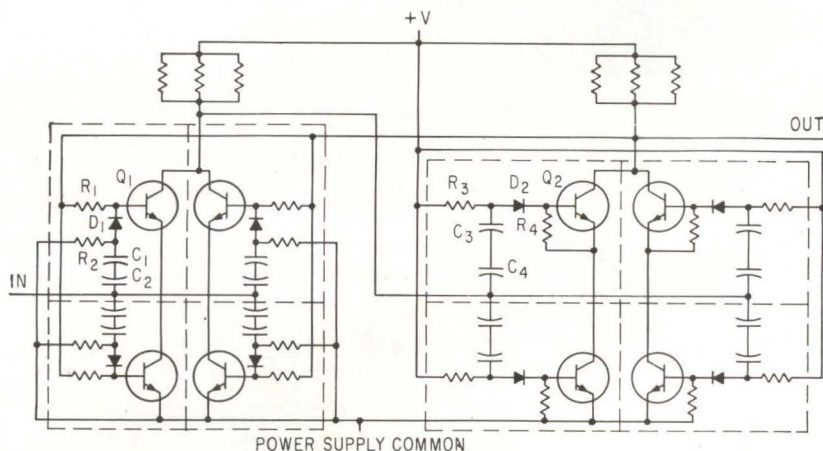 +V
OUT
R1
Q1
D1
R2
C1
C2
IN
R3
D2
Q2
C3
R4
C4
POWER SUPPLY COMMON